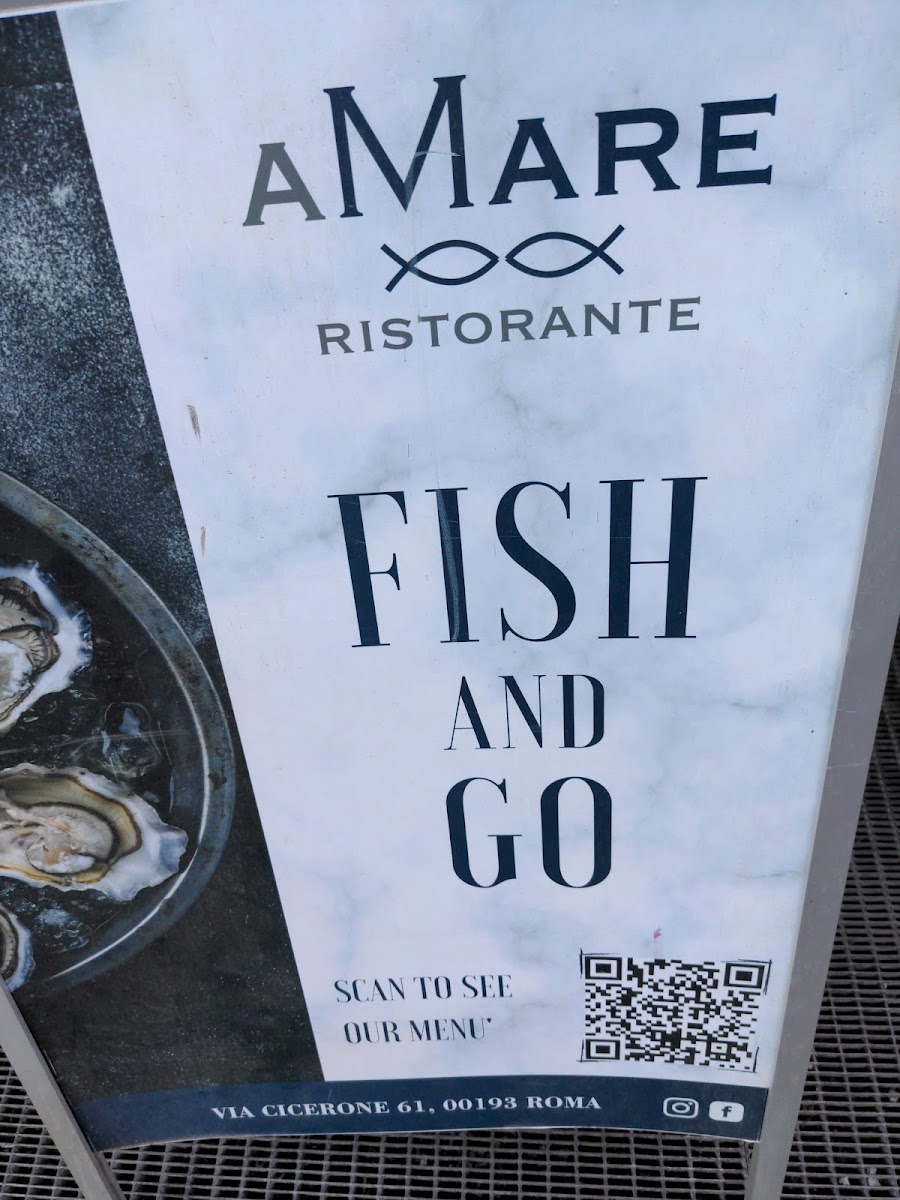 AMARE
RISTORANTE
FISH
AND
GO
SCAN TO SEE
OUR MENU'
VIA CICERONE 61, 00193 ROMA